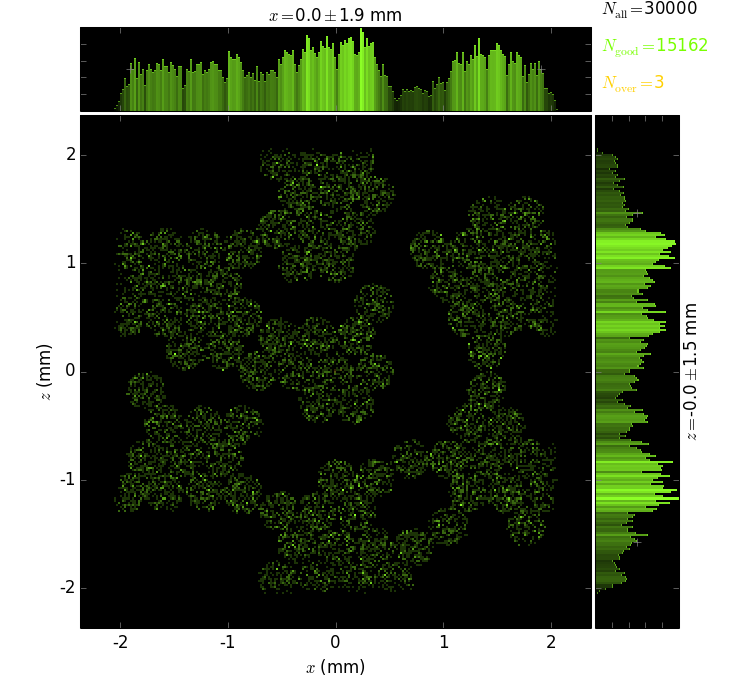 x=0.0±1.9 mm
N_all=30000
N_good=15162
N_over=3
2
1
0
-1
-2
z (mm)
z=-0.0±1.5 mm
-2
-1
0
1
2
x (mm)